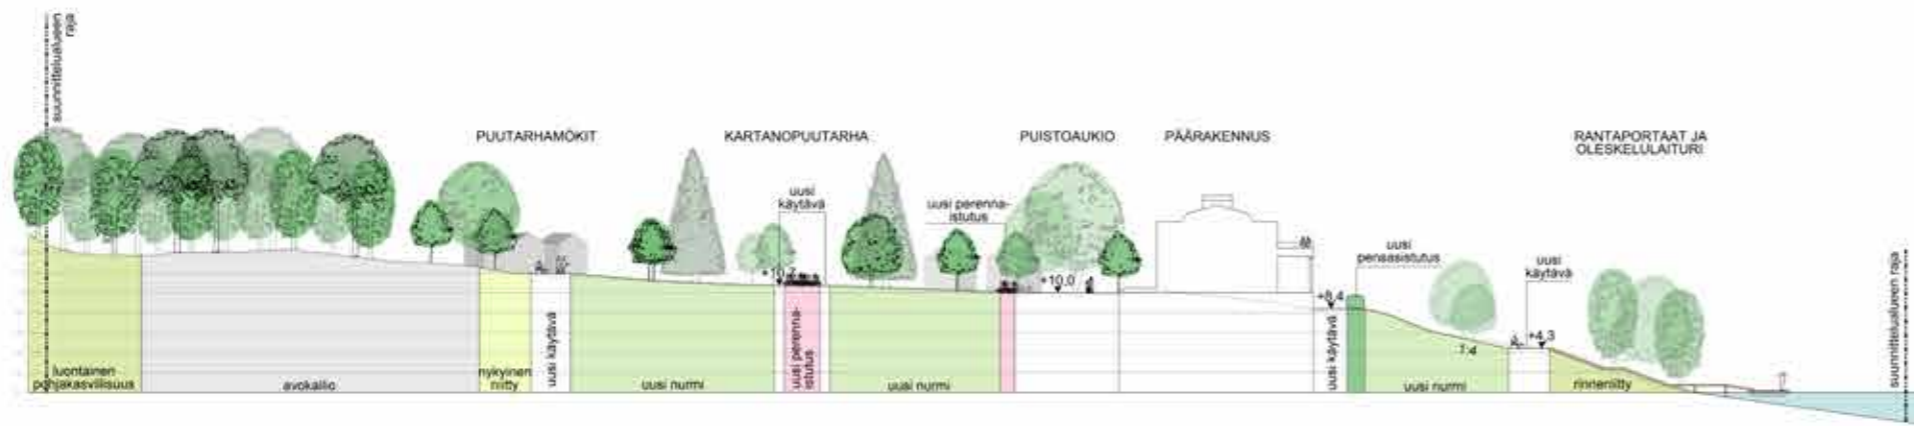 suunnittelualueen
raja
PUUTARHAMÖKIT
KARTANOPUUTARHA
PUISTOAUKIO
PÄÄRAKENNUS
RANTAPORTAAT JA
OLESKELULAITURI
uusi
käytävä
uusi perenna-
istutus
uusi
pensasistutus
uusi
käytävä
+10,7
+10,0
+8,4
+4,3
1:4
luontainen
pohjakasvillisuus
avokallio
nykyinen
niitty
uusi käytävä
uusi nurmi
uusi perenna-
istutus
uusi nurmi
uusi käytävä
uusi nurmi
rinneniitty
suunnittelualueen raja